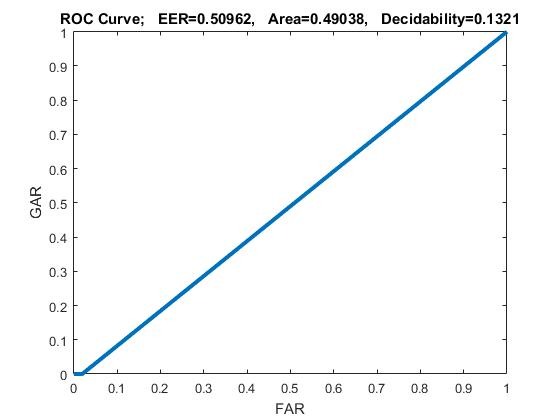 ROC Curve; EER=0.50962, Area=0.49038, Decidability=0.1321
1
0.9
0.8
0.7
0.6
0.5
0.4
0.3
0.2
0.1
0
GAR
0 0.1 0.2 0.3 0.4 0.5 0.6 0.7 0.8 0.9 1
FAR